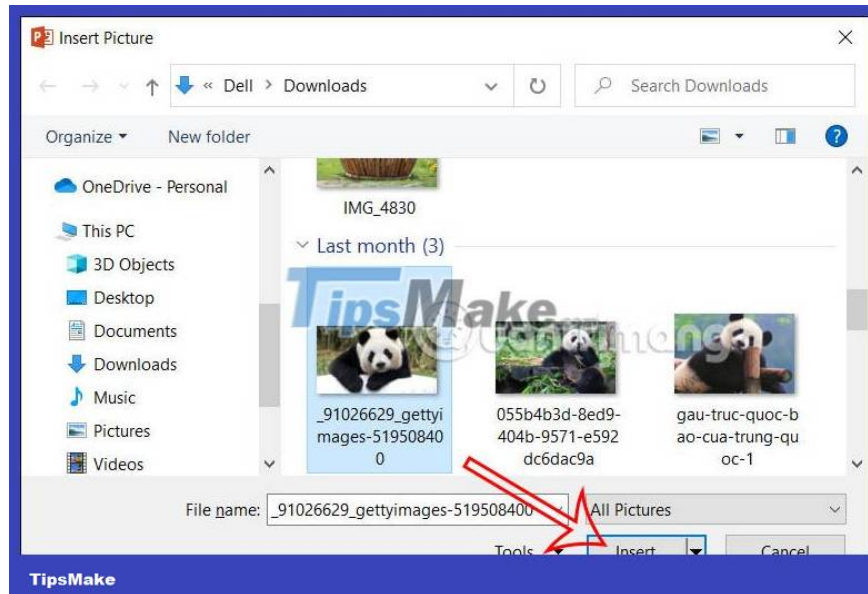 Insert Picture
« Dell > Downloads
Search Downloads
Organize
New folder
?
OneDrive - Personal
This PC
3D Objects
Desktop
Documents
Downloads
Music
Pictures
Videos
IMG_4830
Last month (3)
TipsMake
Quantrimang
_91026629_gettyi
mages-51950840
0
055b4b3d-8ed9-
404b-9571-e592
dc6dac9a
gau-truc-quoc-b
ao-cua-trung-qu
oc-1
File name: _91026629_gettyimages-519508400
All Pictures
Tools
Insert
Cancel
TipsMake